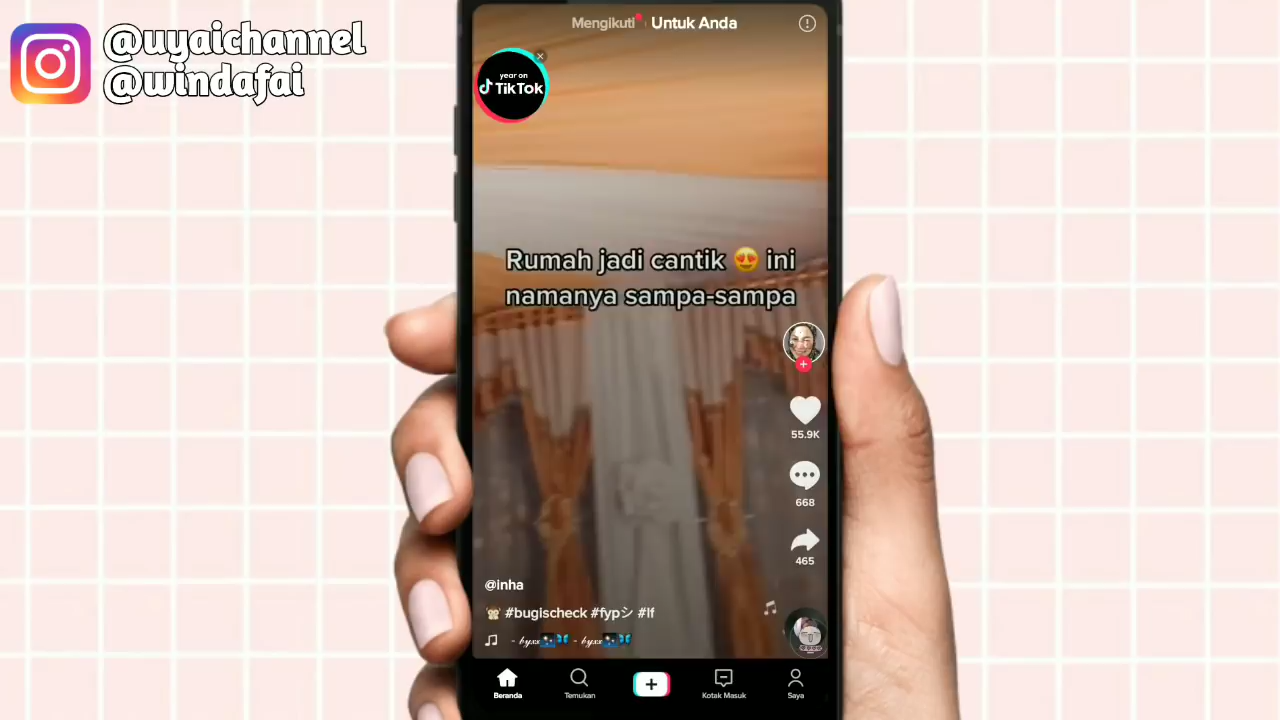 @uyaichannel
@windafai
Mengikuti
Untuk Anda
year on
TikTok
Rumah jadi cantik 😍 ini
namanya sampa-sampa
55.9K
668
465
@inha
#bugischeck #fypシ #lf
Beranda
Temukan
Kotak Masuk
Saya